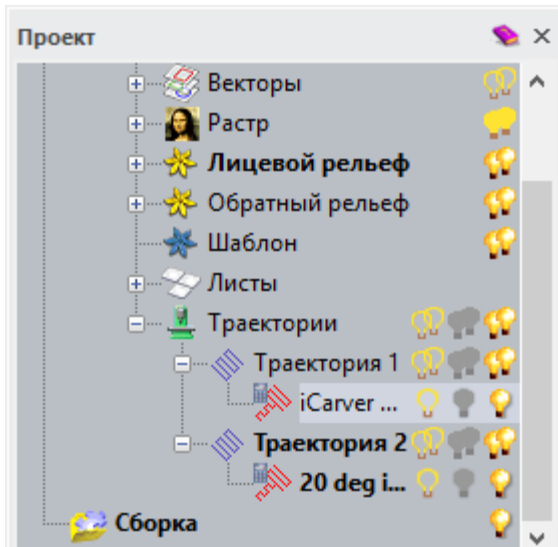 Проект
Векторы
Растр
Лицевой рельеф
Обратный рельеф
Шаблон
Листы
Траектории
Траектория 1
iCarver ...
Траектория 2
20 deg i...
Сборка